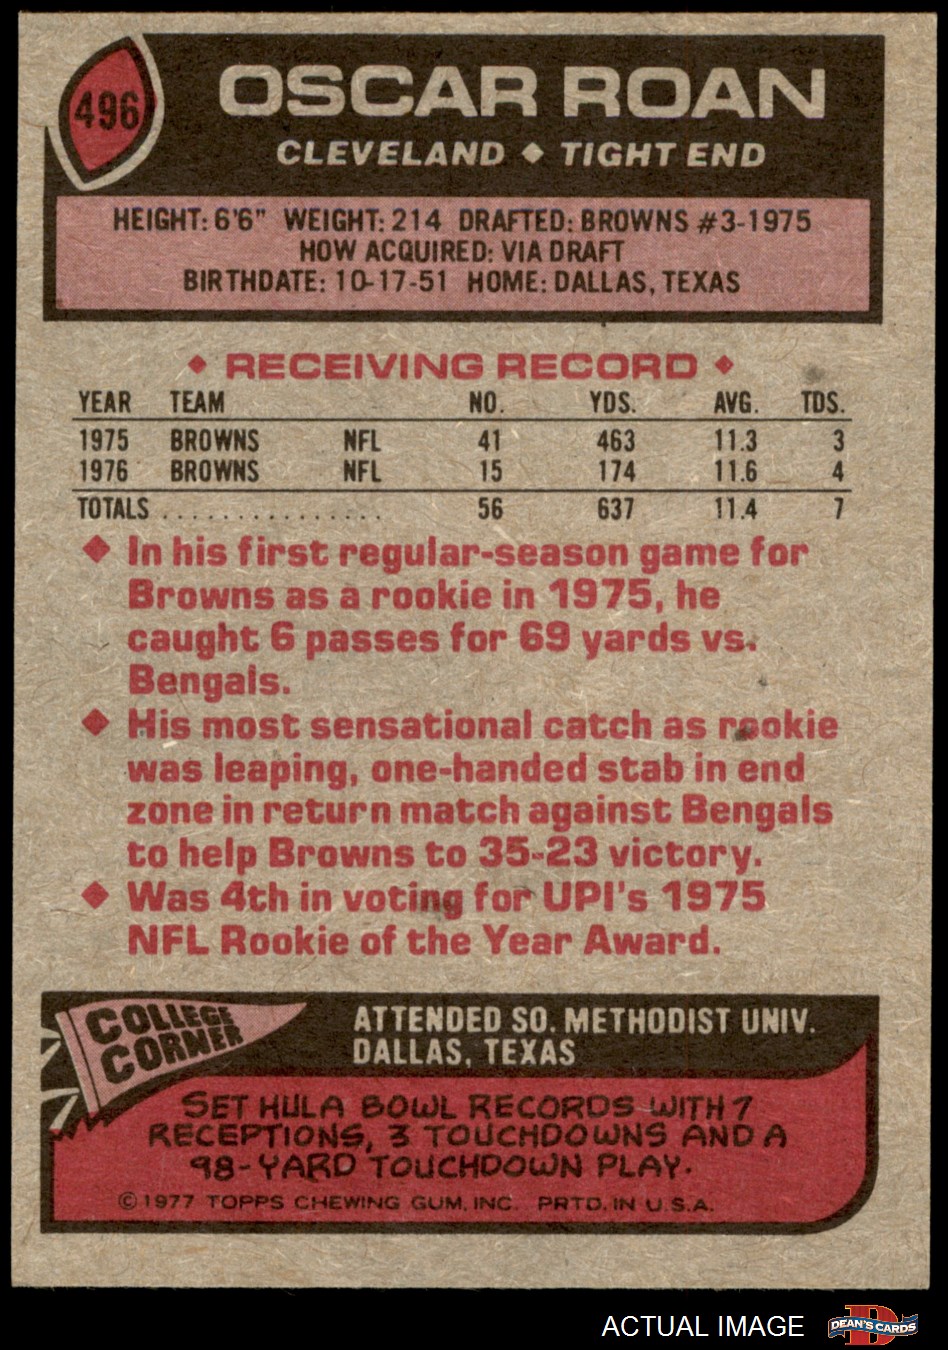 496
OSCAR ROAN
CLEVELAND ◆ TIGHT END
HEIGHT: 6'6" WEIGHT: 214 DRAFTED: BROWNS #3-1975
HOW ACQUIRED: VIA DRAFT
BIRTHDATE: 10-17-51 HOME: DALLAS, TEXAS
◆ RECEIVING RECORD ◆
YEAR TEAM NO. YDS. AVG. TDS.
1975 BROWNS NFL 41 463 11.3 3
1976 BROWNS NFL 15 174 11.6 4
TOTALS ............... 56 637 11.4 7
◆ In his first regular-season game for
Browns as a rookie in 1975, he
caught 6 passes for 69 yards vs.
Bengals.
◆ His most sensational catch as rookie
was leaping, one-handed stab in end
zone in return match against Bengals
to help Browns to 35-23 victory.
◆ Was 4th in voting for UPI's 1975
NFL Rookie of the Year Award.
COLLEGE
CORNER
ATTENDED SO. METHODIST UNIV.
DALLAS, TEXAS
SET HULA BOWL RECORDS WITH 7
RECEPTIONS, 3 TOUCHDOWNS AND A
98-YARD TOUCHDOWN PLAY.
© 1977 TOPPS CHEWING GUM, INC. PRTD. IN U.S.A.
ACTUAL IMAGE
D
DEAN'S CARDS